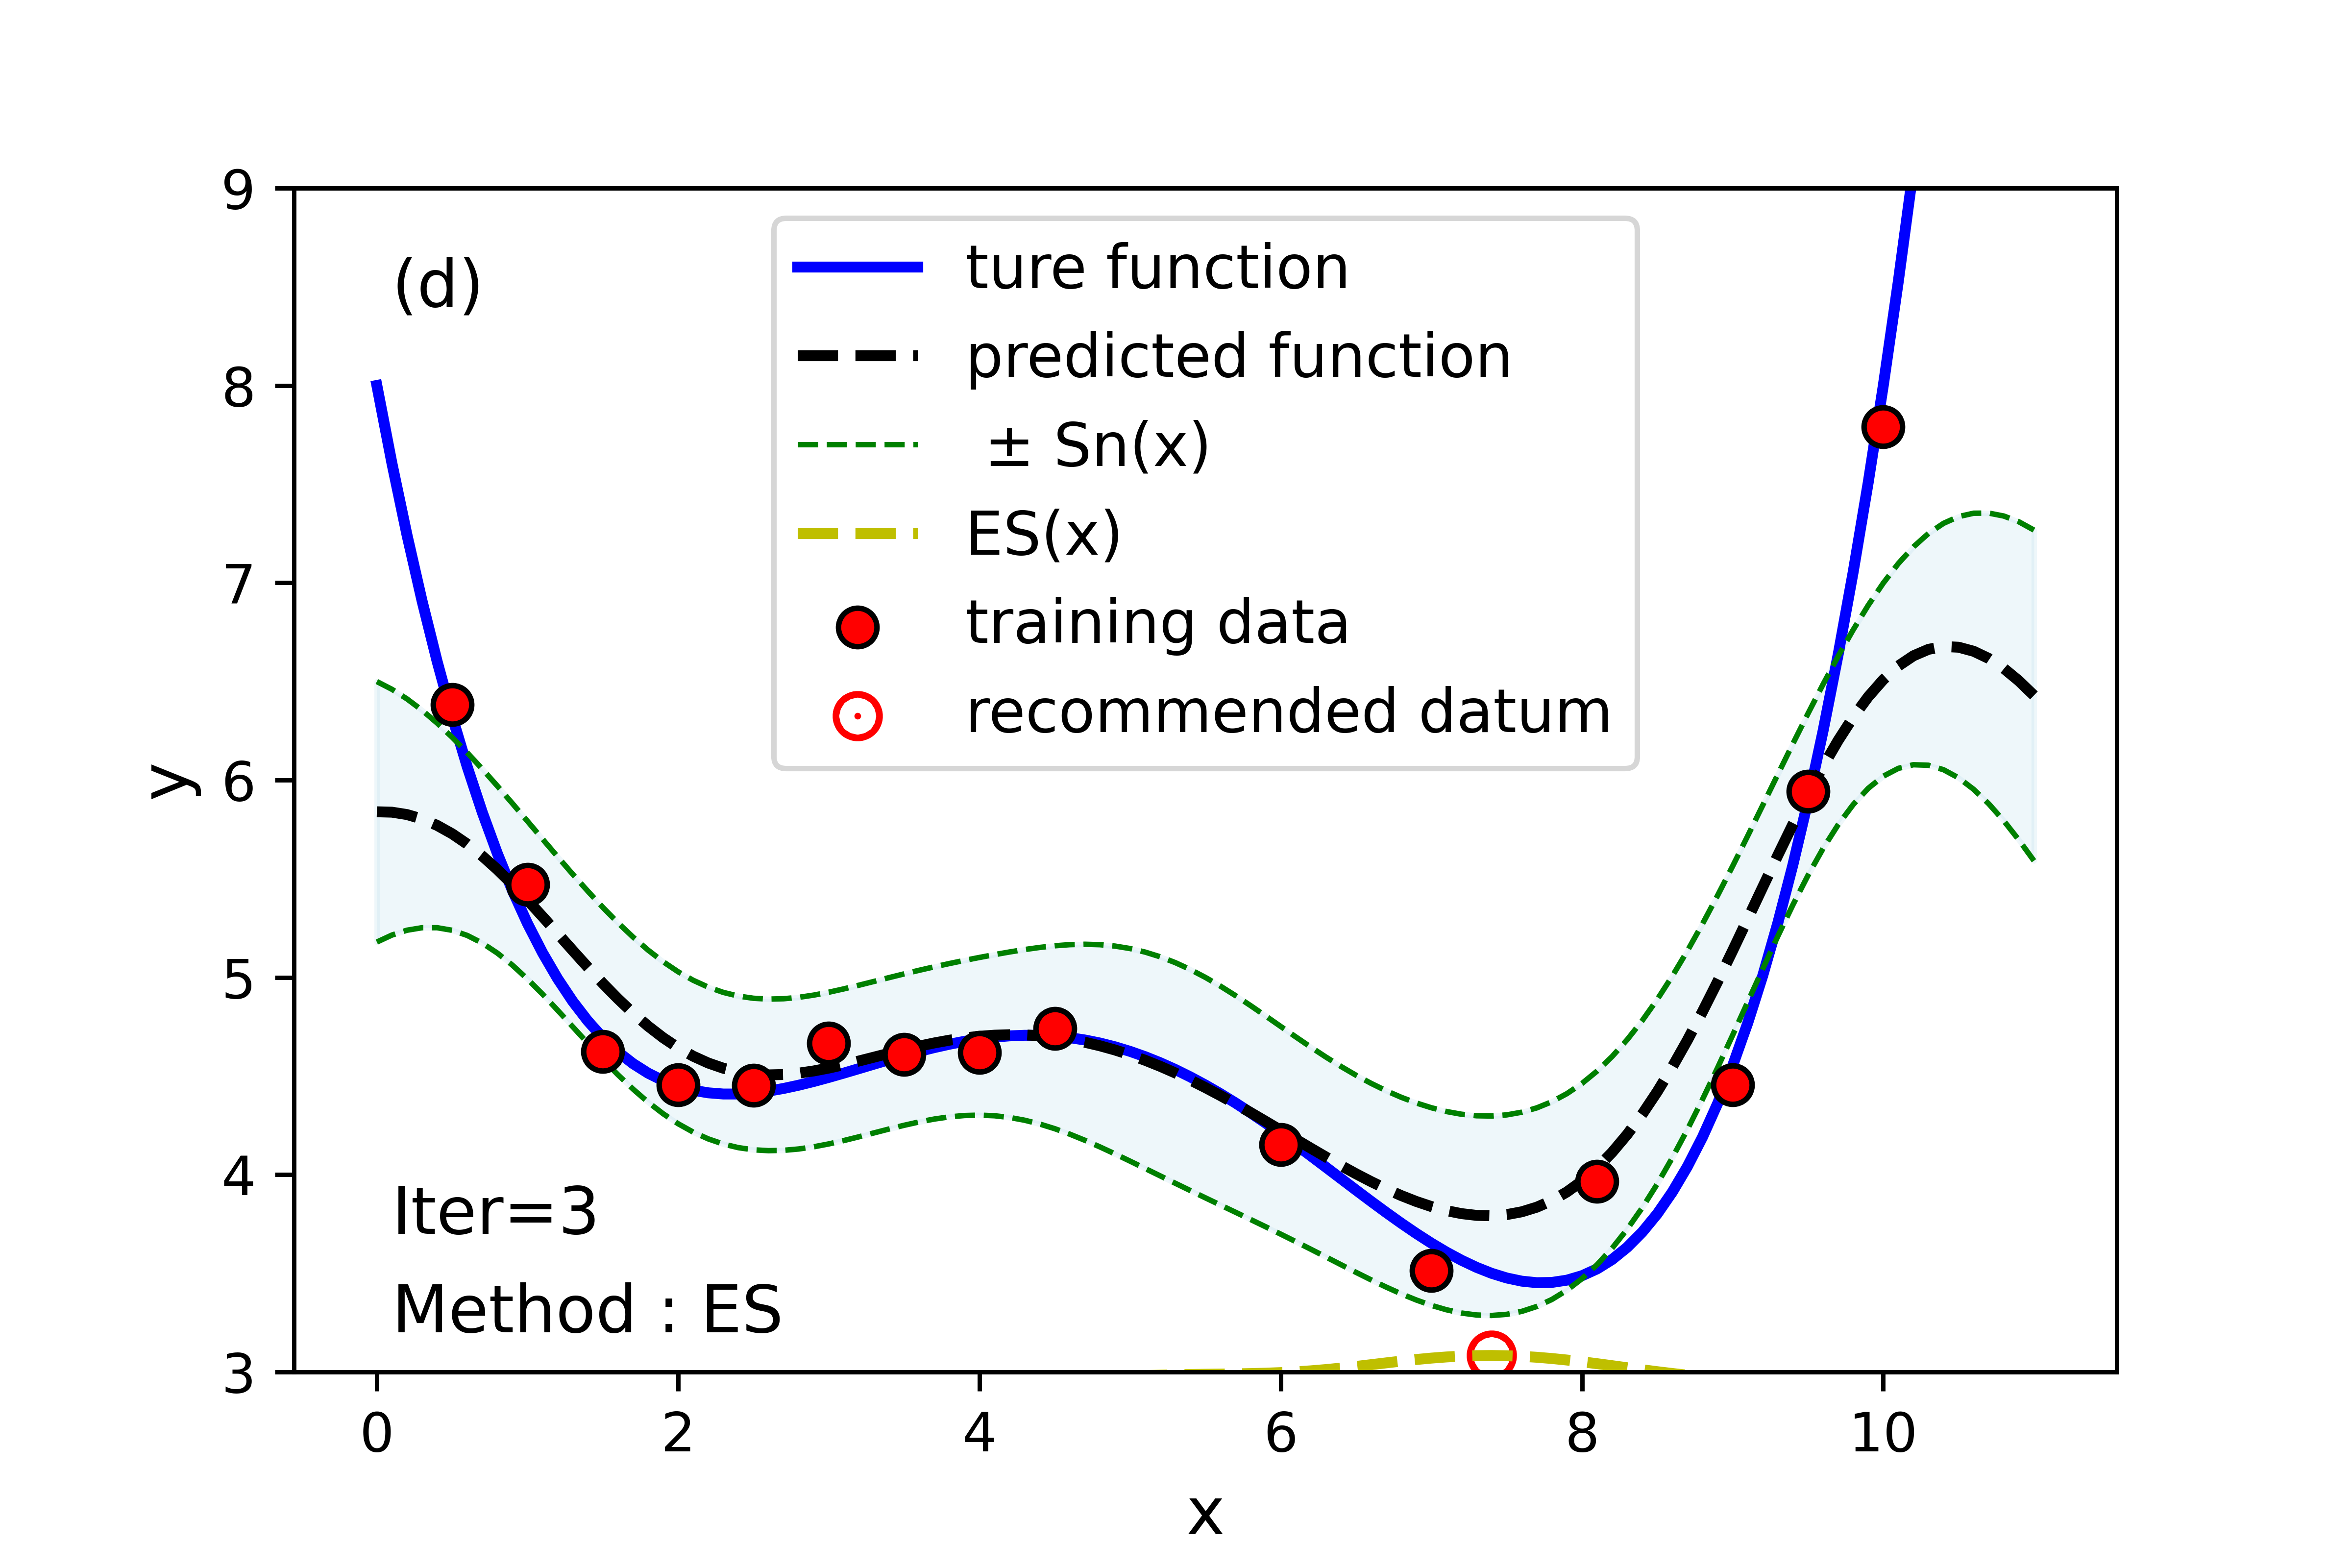 (d)
ture function
predicted function
± Sn(x)
ES(x)
training data
recommended datum
Iter=3
Method : ES
9
8
7
6
5
4
3
y
0 2 4 6 8 10
x